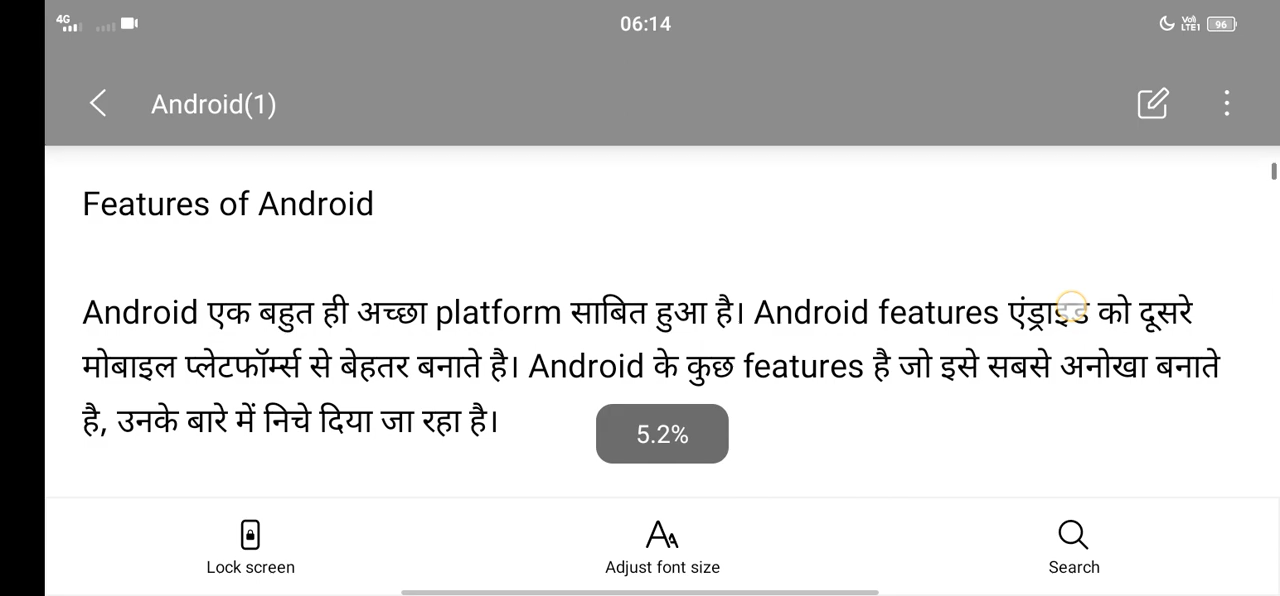 4G
06:14
Vo)
LTE1
96
Android(1)
Features of Android
Android एक बहुत ही अच्छा platform साबित हुआ है। Android features एंड्राइड को दूसरे
मोबाइल प्लेटफॉर्म्स से बेहतर बनाते है। Android के कुछ features है जो इसे सबसे अनोखा बनाते
है, उनके बारे में निचे दिया जा रहा है।
5.2%
Lock screen
Adjust font size
Search